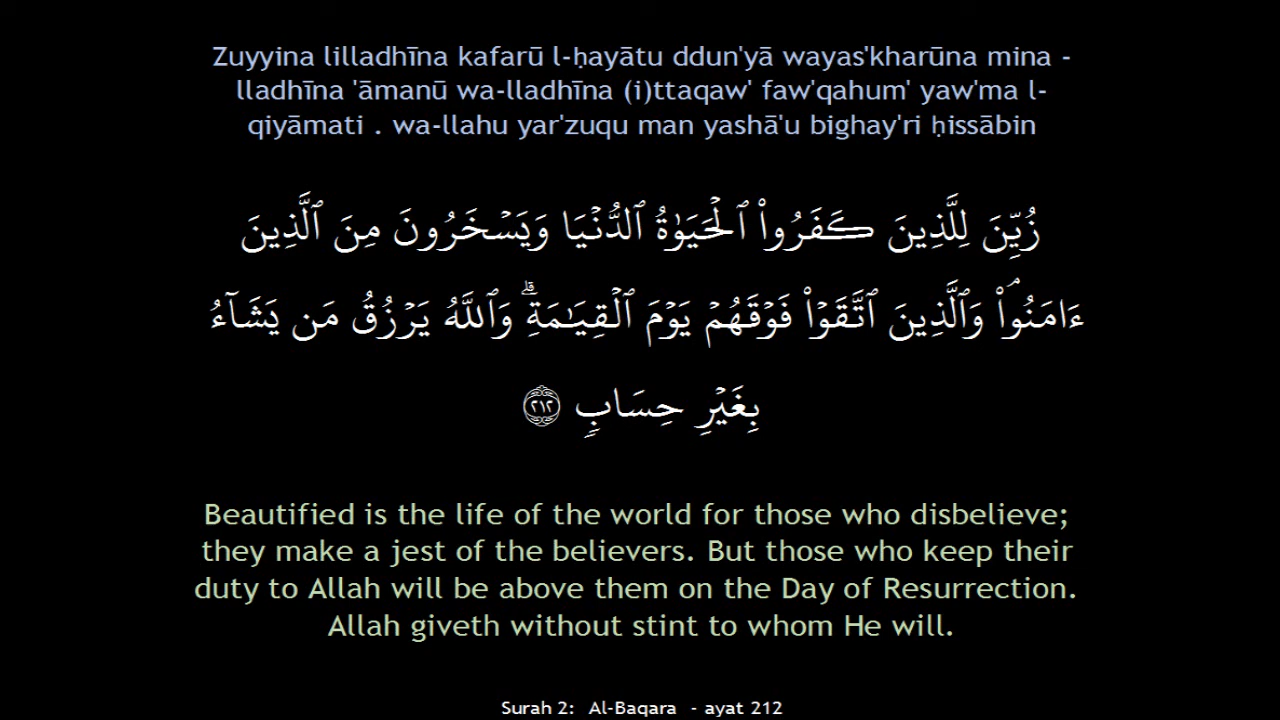 Zuyyina lilladhīna kafarū l-ḥayātu ddun'yā wayas'kharūna mina -
lladhīna 'āmanū wa-lladhīna (i)ttaqaw' faw'qahum' yaw'ma l-
qiyāmati . wa-llahu yar'zuqu man yashā'u bighay'ri ḥissābin
زُيِّنَ لِلَّذِينَ كَفَرُوا۟ ٱلْحَيَوٰةُ ٱلدُّنْيَا وَيَسْخَرُونَ مِنَ ٱلَّذِينَ
ءَامَنُوا۟ ۘ وَٱلَّذِينَ ٱتَّقَوْا۟ فَوْقَهُمْ يَوْمَ ٱلْقِيَـٰمَةِ ۗ وَٱللَّهُ يَرْزُقُ مَن يَشَآءُ
بِغَيْرِ حِسَابٍ ٢١٢
Beautified is the life of the world for those who disbelieve;
they make a jest of the believers. But those who keep their
duty to Allah will be above them on the Day of Resurrection.
Allah giveth without stint to whom He will.
Surah 2: Al-Baqara - ayat 212